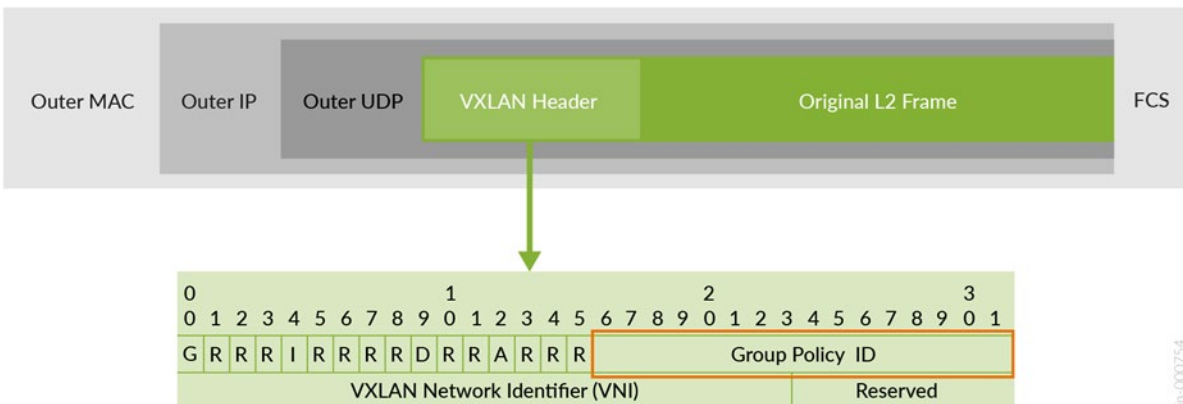 Outer MAC Outer IP Outer UDP VXLAN Header Original L2 Frame FCS
0 1 2 3
0 1 2 3 4 5 6 7 8 9 0 1 2 3 4 5 6 7 8 9 0 1 2 3 4 5 6 7 8 9 0 1
G R R R I R R R R D R R A R R R Group Policy ID
VXLAN Network Identifier (VNI) Reserved